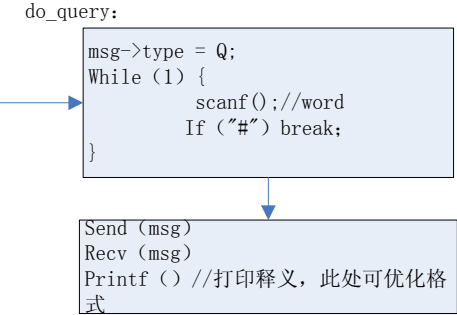 do_query：
msg->type = Q;
While（1）{
scanf();//word
If（"#"）break；
}
Send（msg）
Recv（msg）
Printf（）//打印释义，此处可优化格
式